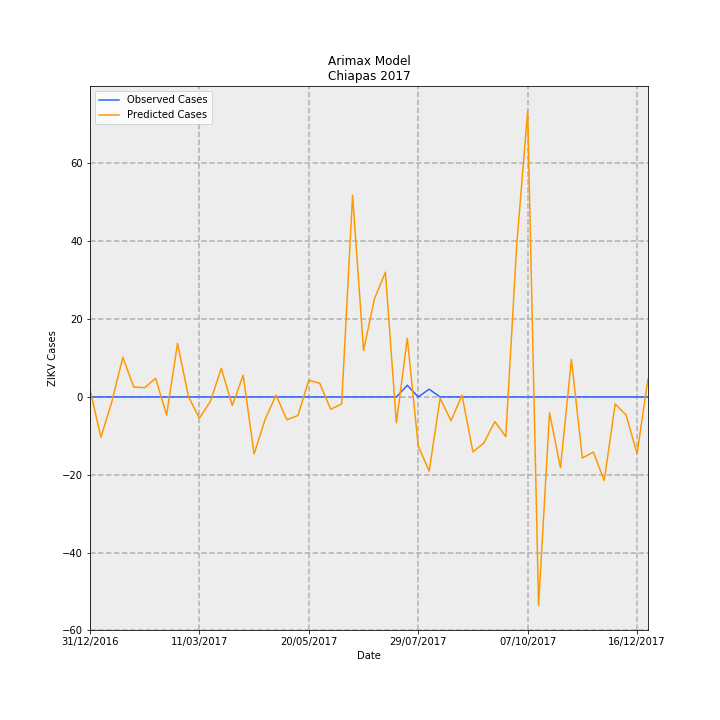 Arimax Model
Chiapas 2017
Observed Cases
Predicted Cases
ZIKV Cases
60
40
20
0
−20
−40
−60
31/12/2016
11/03/2017
20/05/2017
29/07/2017
07/10/2017
16/12/2017
Date